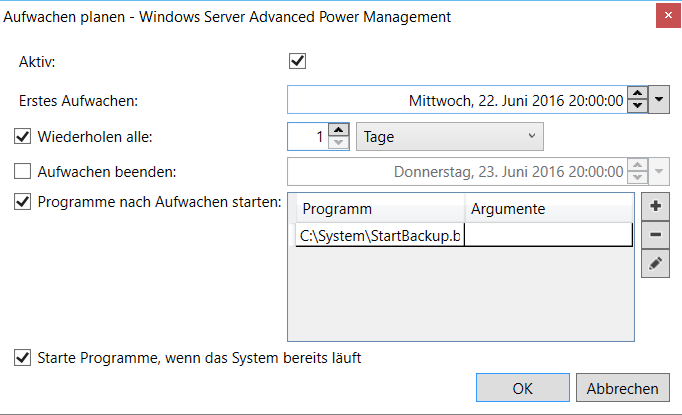 Aufwachen planen - Windows Server Advanced Power Management
Aktiv:
Erstes Aufwachen: Mittwoch, 22. Juni 2016 20:00:00
Wiederholen alle: 1 Tage
Aufwachen beenden: Donnerstag, 23. Juni 2016 20:00:00
Programme nach Aufwachen starten:
Programm Argumente
C:\System\StartBackup.b
Starte Programme, wenn das System bereits läuft
OK Abbrechen